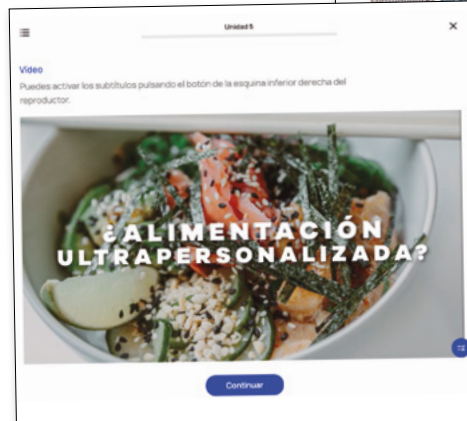 Unidad 5
Vídeo
Puedes activar los subtítulos pulsando el botón de la esquina inferior derecha del
reproductor.
¿ALIMENTACIÓN
ULTRAPERSONALIZADA?
Continuar